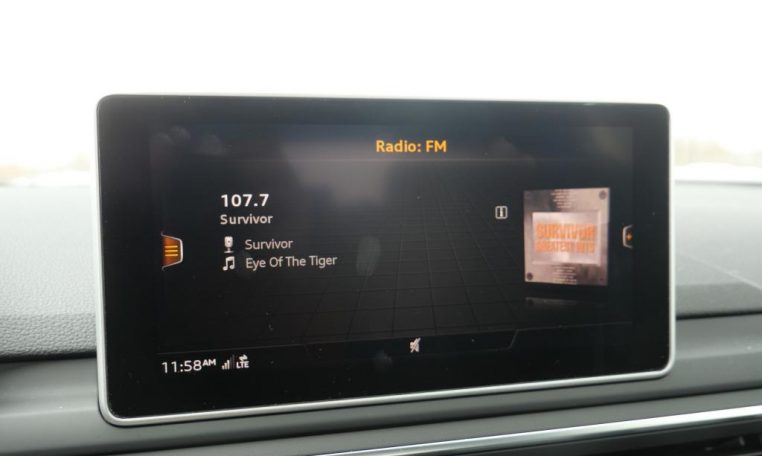 Radio: FM
107.7
Survivor
Survivor
Eye Of The Tiger
SURVIVOR
GREATEST HITS
11:58AM LTE